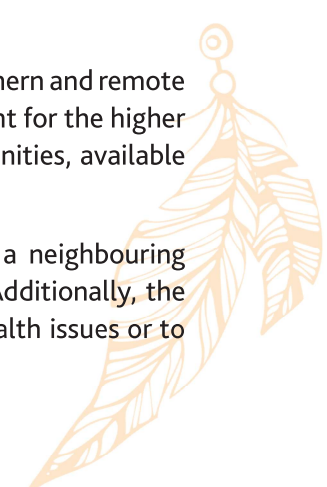 hern and remote
nt for the higher
nities, available
a neighbouring
Additionally, the
alth issues or to